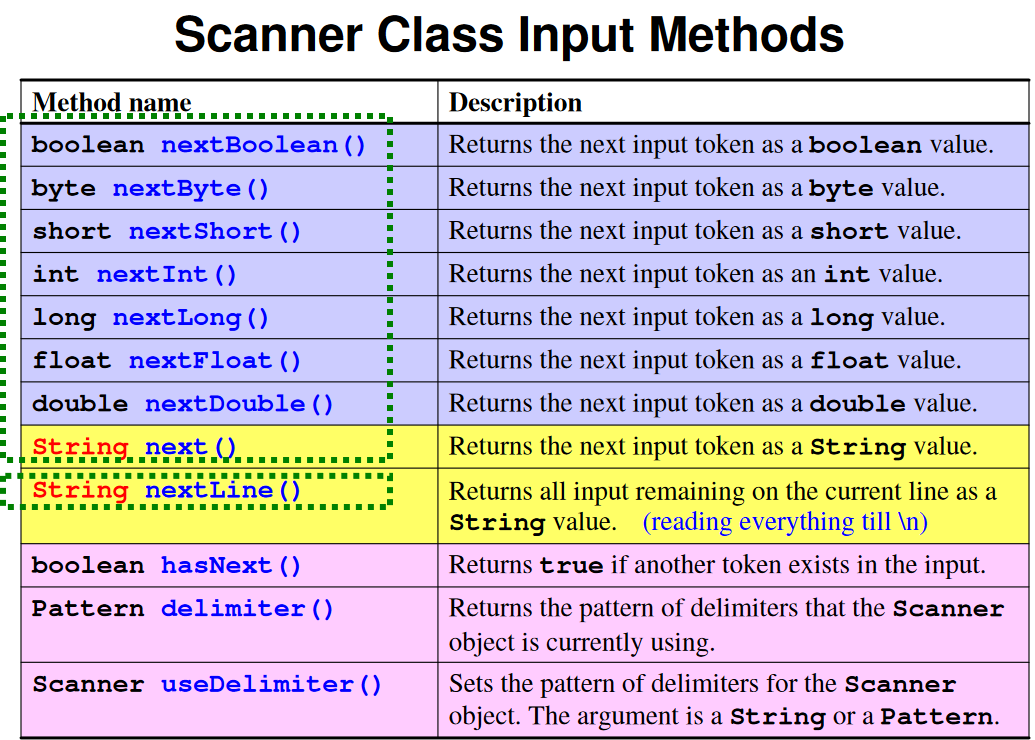 Scanner Class Input Methods
Method name Description
boolean nextBoolean() Returns the next input token as a boolean value.
byte nextByte() Returns the next input token as a byte value.
short nextShort() Returns the next input token as a short value.
int nextInt() Returns the next input token as an int value.
long nextLong() Returns the next input token as a long value.
float nextFloat() Returns the next input token as a float value.
double nextDouble() Returns the next input token as a double value.
String next() Returns the next input token as a String value.
String nextLine() Returns all input remaining on the current line as a
String value. (reading everything till \n)
boolean hasNext() Returns true if another token exists in the input.
Pattern delimiter() Returns the pattern of delimiters that the Scanner
object is currently using.
Scanner useDelimiter() Sets the pattern of delimiters for the Scanner
object. The argument is a String or a Pattern.